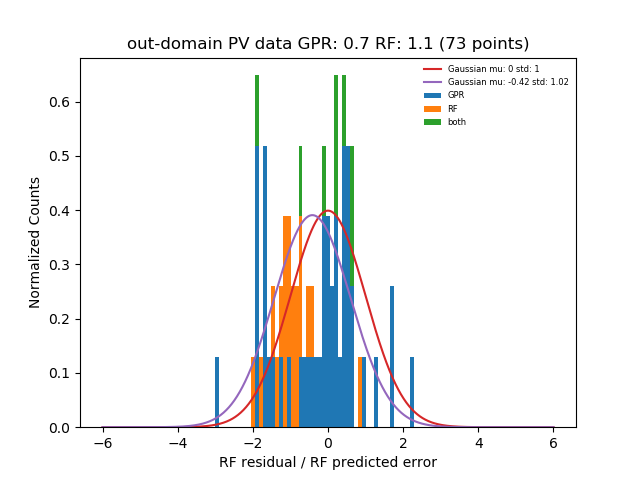 out-domain PV data GPR: 0.7 RF: 1.1 (73 points)
Gaussian mu: 0 std: 1
Gaussian mu: -0.42 std: 1.02
GPR
RF
both
Normalized Counts
0.6
0.5
0.4
0.3
0.2
0.1
0.0
−6 −4 −2 0 2 4 6
RF residual / RF predicted error